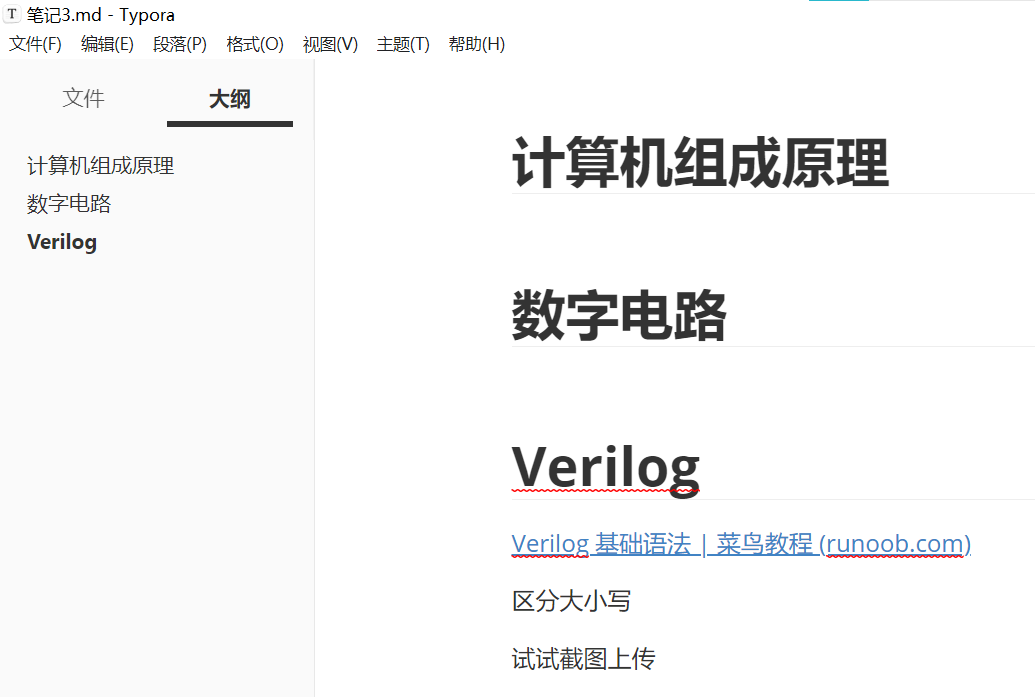 T 笔记3.md - Typora
文件(F) 编辑(E) 段落(P) 格式(O) 视图(V) 主题(T) 帮助(H)
文件 大纲
计算机组成原理
数字电路
Verilog
计算机组成原理
数字电路
Verilog
Verilog 基础语法 | 菜鸟教程 (runoob.com)
区分大小写
试试截图上传